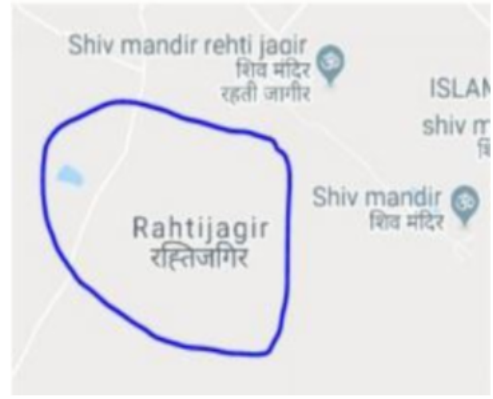 Shiv mandir rehti jagir
शिव मंदिर
रहती जागीर
ISLAM
shiv m
शि
Shiv mandir
शिव मंदिर
Rahtijagir
रह्तिजगिर